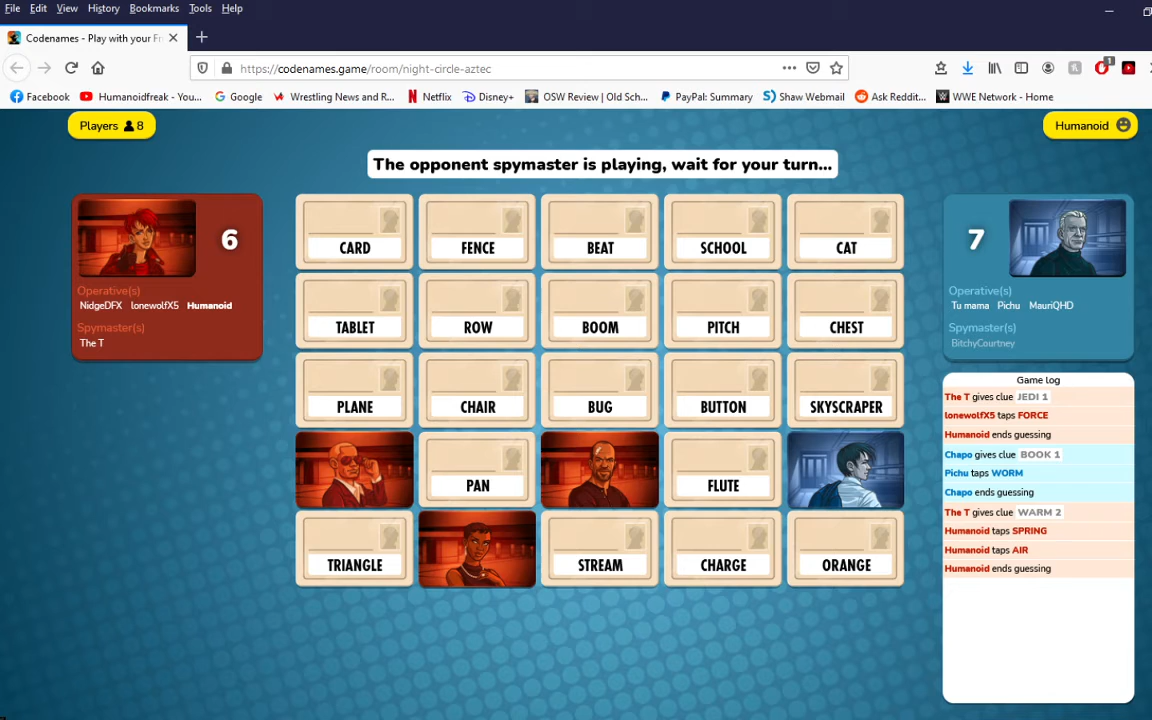 File Edit View History Bookmarks Tools Help
Codenames - Play with your Fr
https://codenames.game/room/night-circle-aztec
1
Facebook Humanoidfreak - You... Google Wrestling News and R... Netflix Disney+ OSW Review | Old Sch... PayPal: Summary Shaw Webmail Ask Reddit... WWE Network - Home
Players 8
Humanoid
The opponent spymaster is playing, wait for your turn...
6
Operative(s)
NidgeDFX lonewolfX5 Humanoid
Spymaster(s)
The T
CARD FENCE BEAT SCHOOL CAT
TABLET ROW BOOM PITCH CHEST
PLANE CHAIR BUG BUTTON SKYSCRAPER
PAN FLUTE
TRIANGLE STREAM CHARGE ORANGE
7
Operative(s)
Tu mama Pichu MauriQHD
Spymaster(s)
BitchyCourtney
Game log
The T gives clue JEDI 1
lonewolfX5 taps FORCE
Humanoid ends guessing
Chapo gives clue BOOK 1
Pichu taps WORM
Chapo ends guessing
The T gives clue WARM 2
Humanoid taps SPRING
Humanoid taps AIR
Humanoid ends guessing